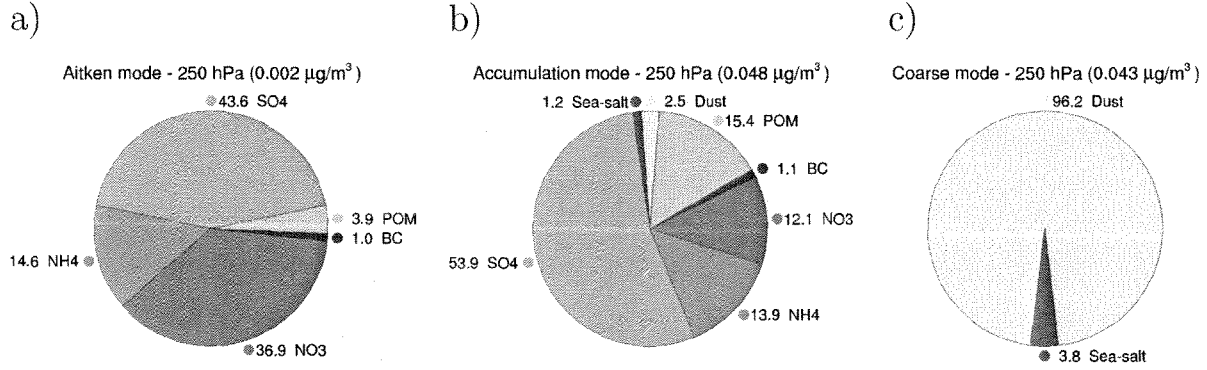 a)
Aitken mode - 250 hPa (0.002 µg/m³)
43.6 SO4
3.9 POM
1.0 BC
14.6 NH4
36.9 NO3
b)
Accumulation mode - 250 hPa (0.048 µg/m³)
1.2 Sea-salt
2.5 Dust
15.4 POM
1.1 BC
12.1 NO3
53.9 SO4
13.9 NH4
c)
Coarse mode - 250 hPa (0.043 µg/m³)
96.2 Dust
3.8 Sea-salt